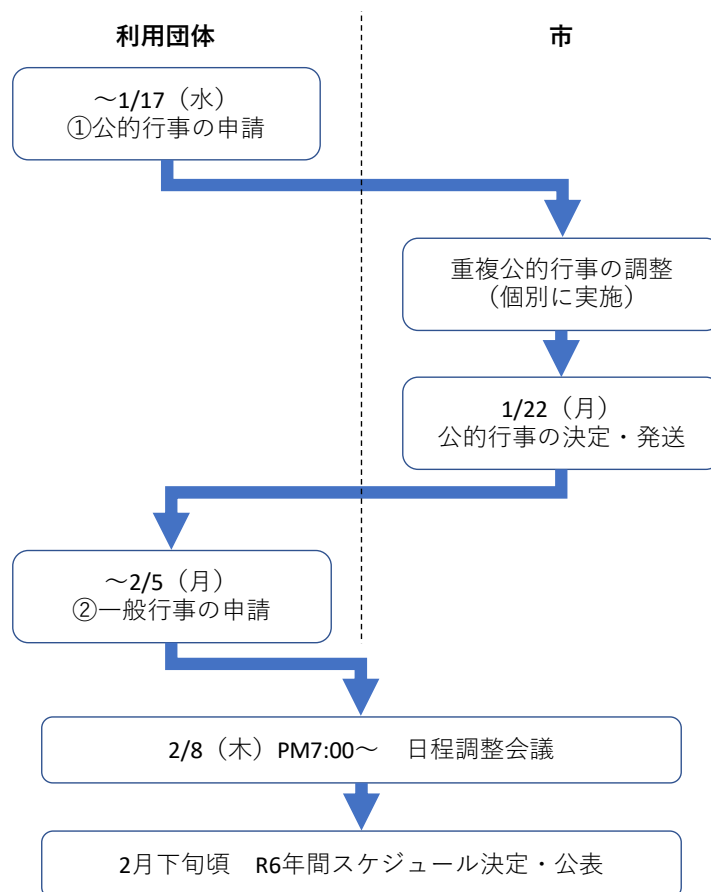 利用団体
市
～1/17（水）
①公的行事の申請
重複公的行事の調整
（個別に実施）
1/22（月）
公的行事の決定・発送
～2/5（月）
②一般行事の申請
2/8（木）PM7:00～　日程調整会議
2月下旬頃　R6年間スケジュール決定・公表